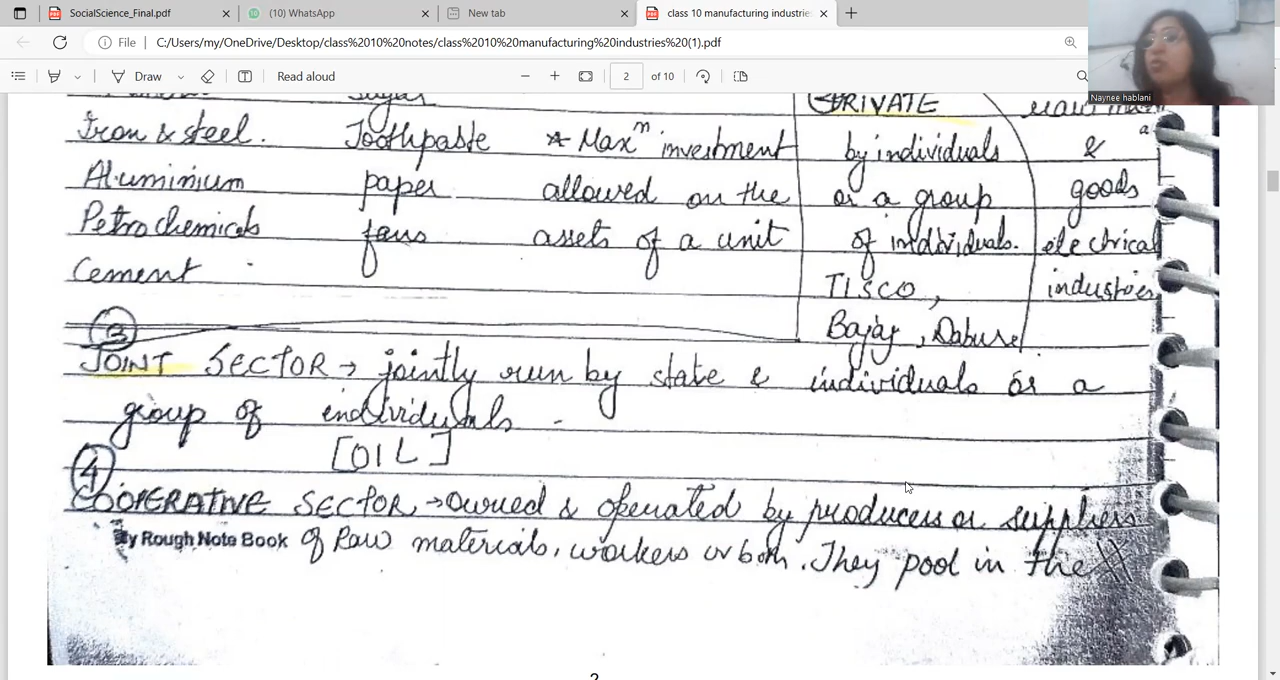 SocialScience_Final.pdf
(10) WhatsApp
New tab
class 10 manufacturing industrie
File
C:/Users/my/OneDrive/Desktop/class%2010%20notes/class%2010%20manufacturing%20industries%20(1).pdf
Draw
Read aloud
2 of 10
Naynee hablani
Sugar PRIVATE
Iron & steel. Toothpaste * Maxm investment by individuals &
Aluminium paper allowed on the or a group goods
Petrochemicals fans assets of a unit of individuals. electrical
Cement TISCO, industries
Bajaj, Dabur
3
JOINT SECTOR → jointly run by state & individuals or a
group of individuals
[OIL]
4
COOPERATIVE SECTOR → Owned & operated by producers or suppliers
My Rough Note Book of Raw materials, workers or both. They pool in the
2